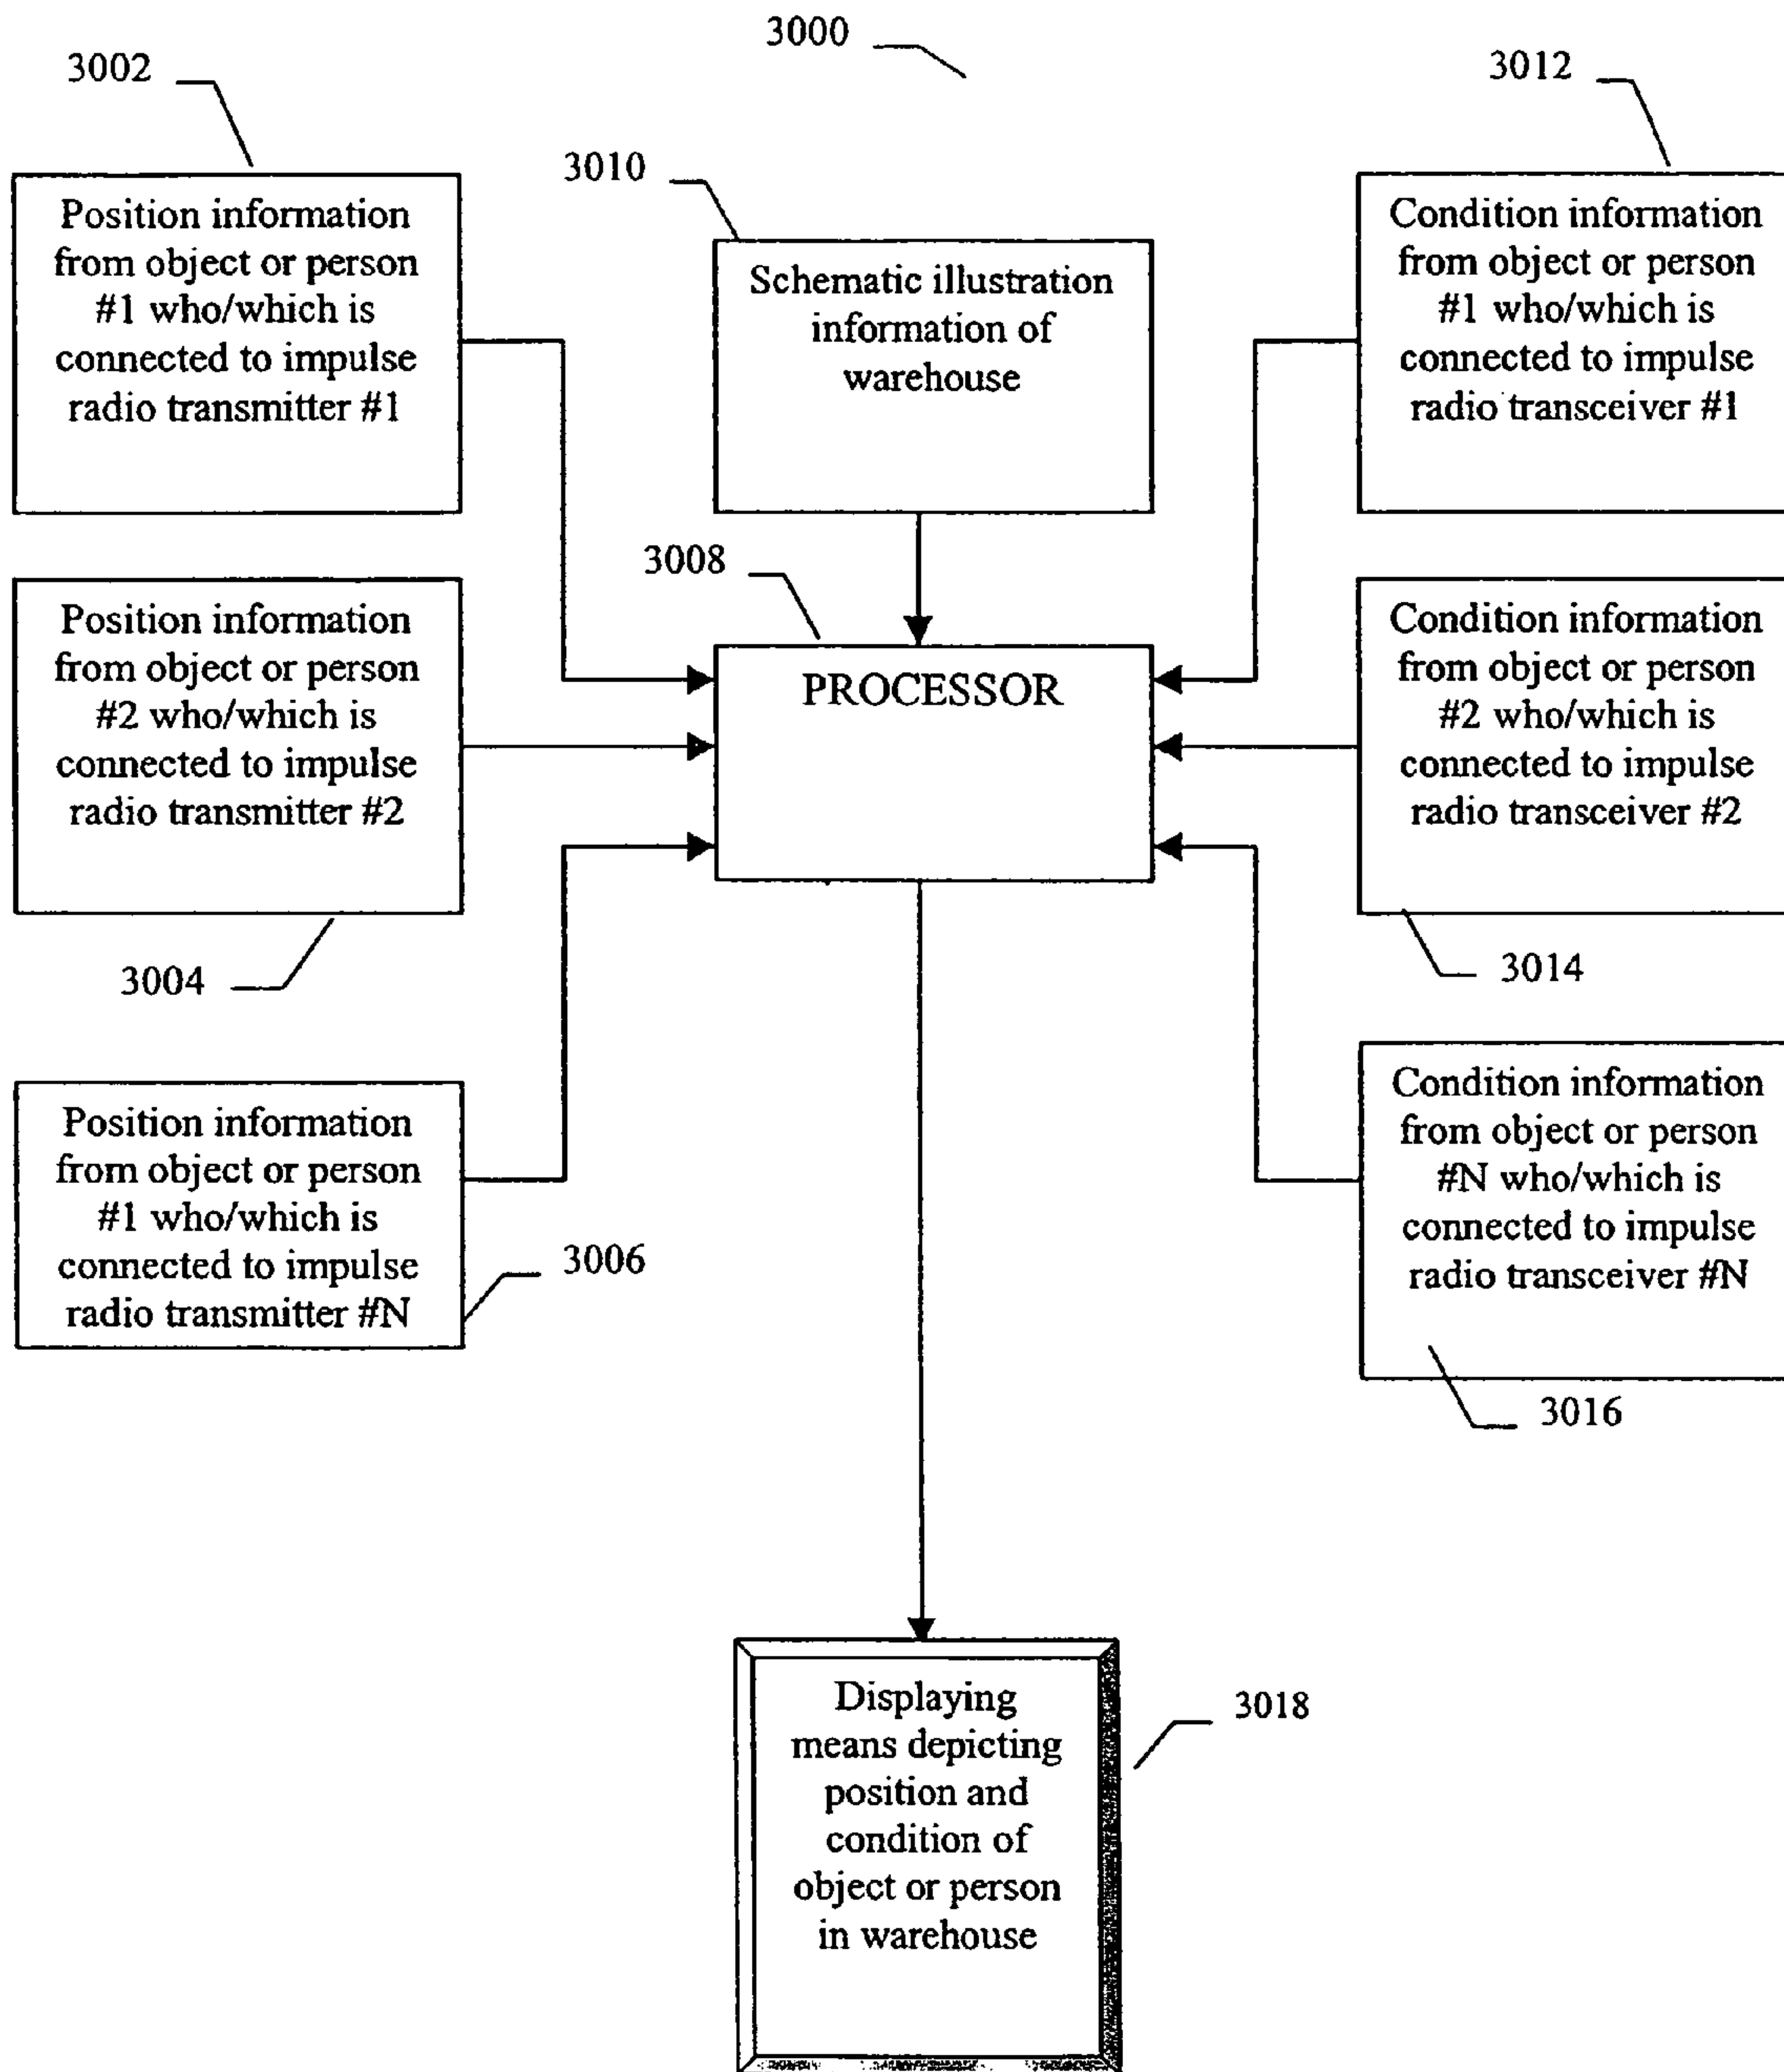 3000
3002
3012
3010
Position information
from object or person
#1 who/which is
connected to impulse
radio transmitter #1
Schematic illustration
information of
warehouse
Condition information
from object or person
#1 who/which is
connected to impulse
radio transceiver #1
3008
Position information
from object or person
#2 who/which is
connected to impulse
radio transmitter #2
PROCESSOR
Condition information
from object or person
#2 who/which is
connected to impulse
radio transceiver #2
3004
3014
Position information
from object or person
#1 who/which is
connected to impulse
radio transmitter #N
3006
Condition information
from object or person
#N who/which is
connected to impulse
radio transceiver #N
3016
Displaying
means depicting
position and
condition of
object or person
in warehouse
3018